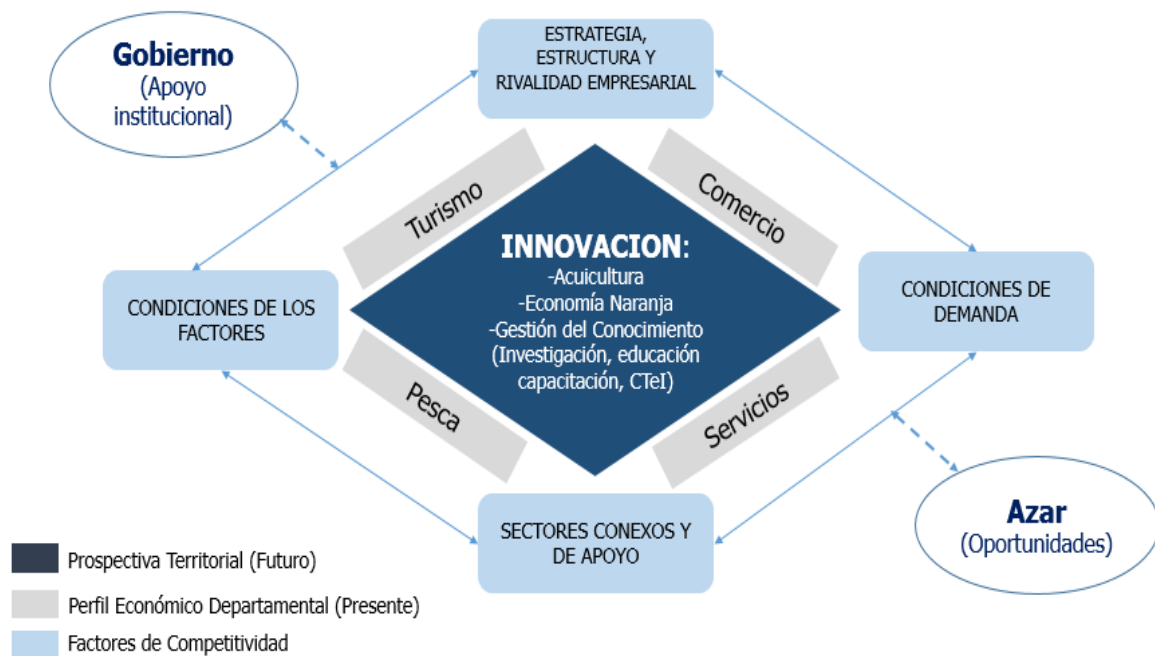 Gobierno
(Apoyo
institucional)
ESTRATEGIA,
ESTRUCTURA Y
RIVALIDAD EMPRESARIAL
Turismo
Comercio
INNOVACION:
-Acuicultura
-Economía Naranja
-Gestión del Conocimiento
(Investigación, educación
capacitación, CTeI)
CONDICIONES DE LOS
FACTORES
CONDICIONES DE
DEMANDA
Pesca
Servicios
SECTORES CONEXOS Y
DE APOYO
Azar
(Oportunidades)
Prospectiva Territorial (Futuro)
Perfil Económico Departamental (Presente)
Factores de Competitividad